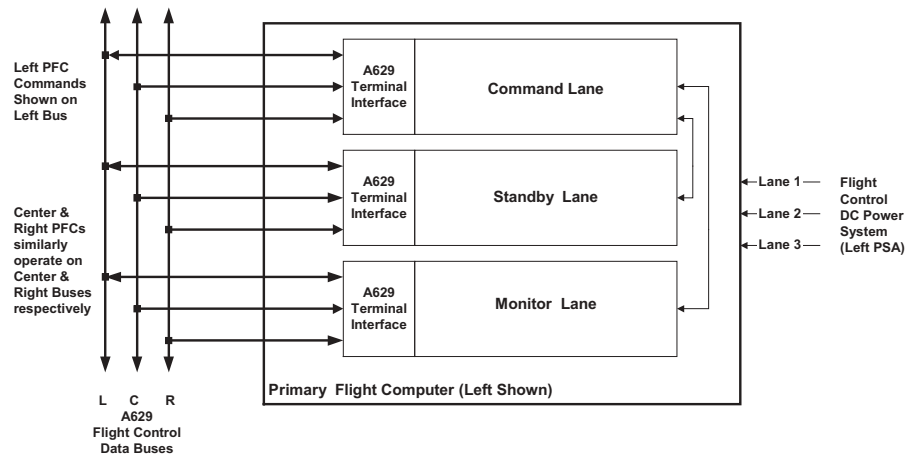 Left PFC
Commands
Shown on
Left Bus
Center &
Right PFCs
similarly
operate on
Center &
Right Buses
respectively
L C R
A629
Flight Control
Data Buses
A629
Terminal
Interface
Command Lane
A629
Terminal
Interface
Standby Lane
A629
Terminal
Interface
Monitor Lane
Primary Flight Computer (Left Shown)
Lane 1
Lane 2
Lane 3
Flight
Control
DC Power
System
(Left PSA)